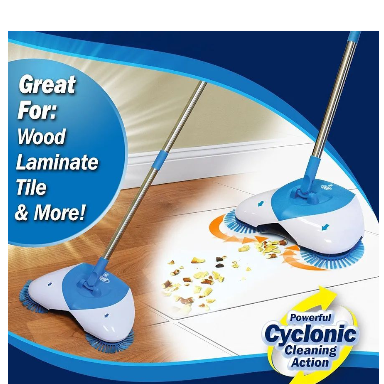 Great
For:
Wood
Laminate
Tile
& More!
Powerful
Cyclonic
Cleaning
Action